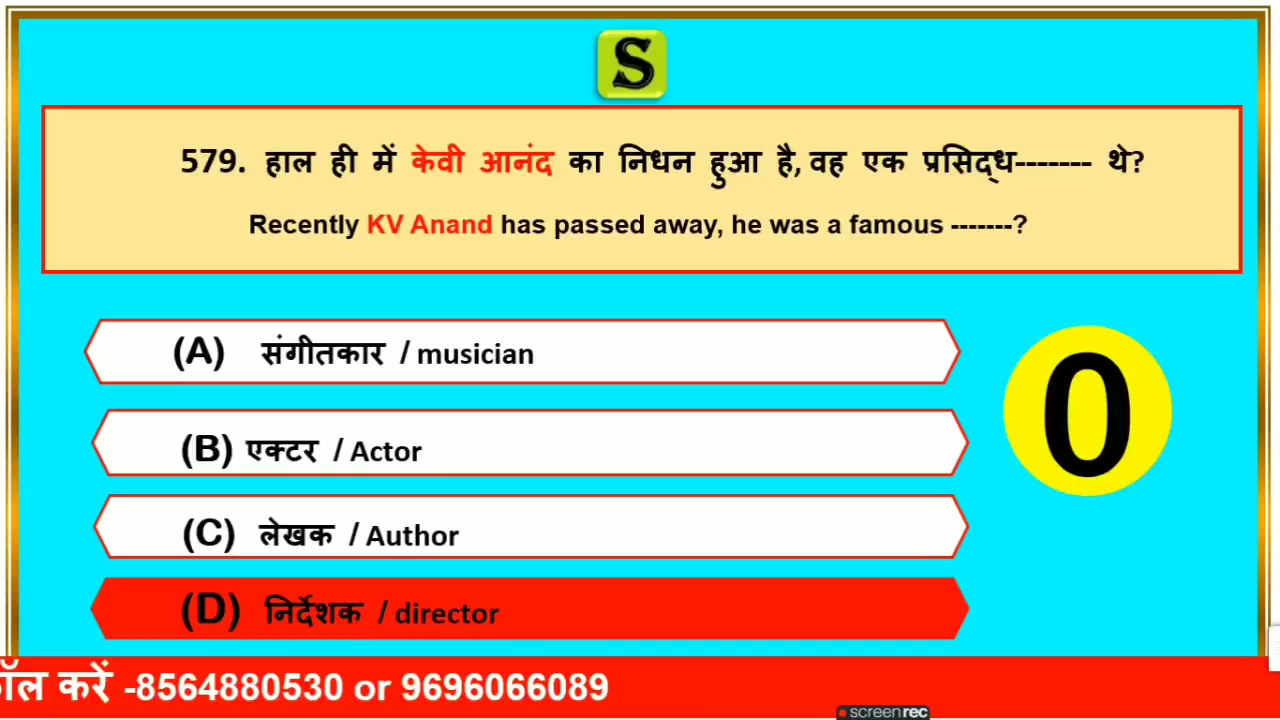 S
579. हाल ही में केवी आनंद का निधन हुआ है, वह एक प्रसिद्ध------- थे?
Recently KV Anand has passed away, he was a famous -------?
(A) संगीतकार / musician
(B) एक्टर / Actor
(C) लेखक / Author
(D) निर्देशक / director
0
करें -8564880530 or 9696066089
screenrec